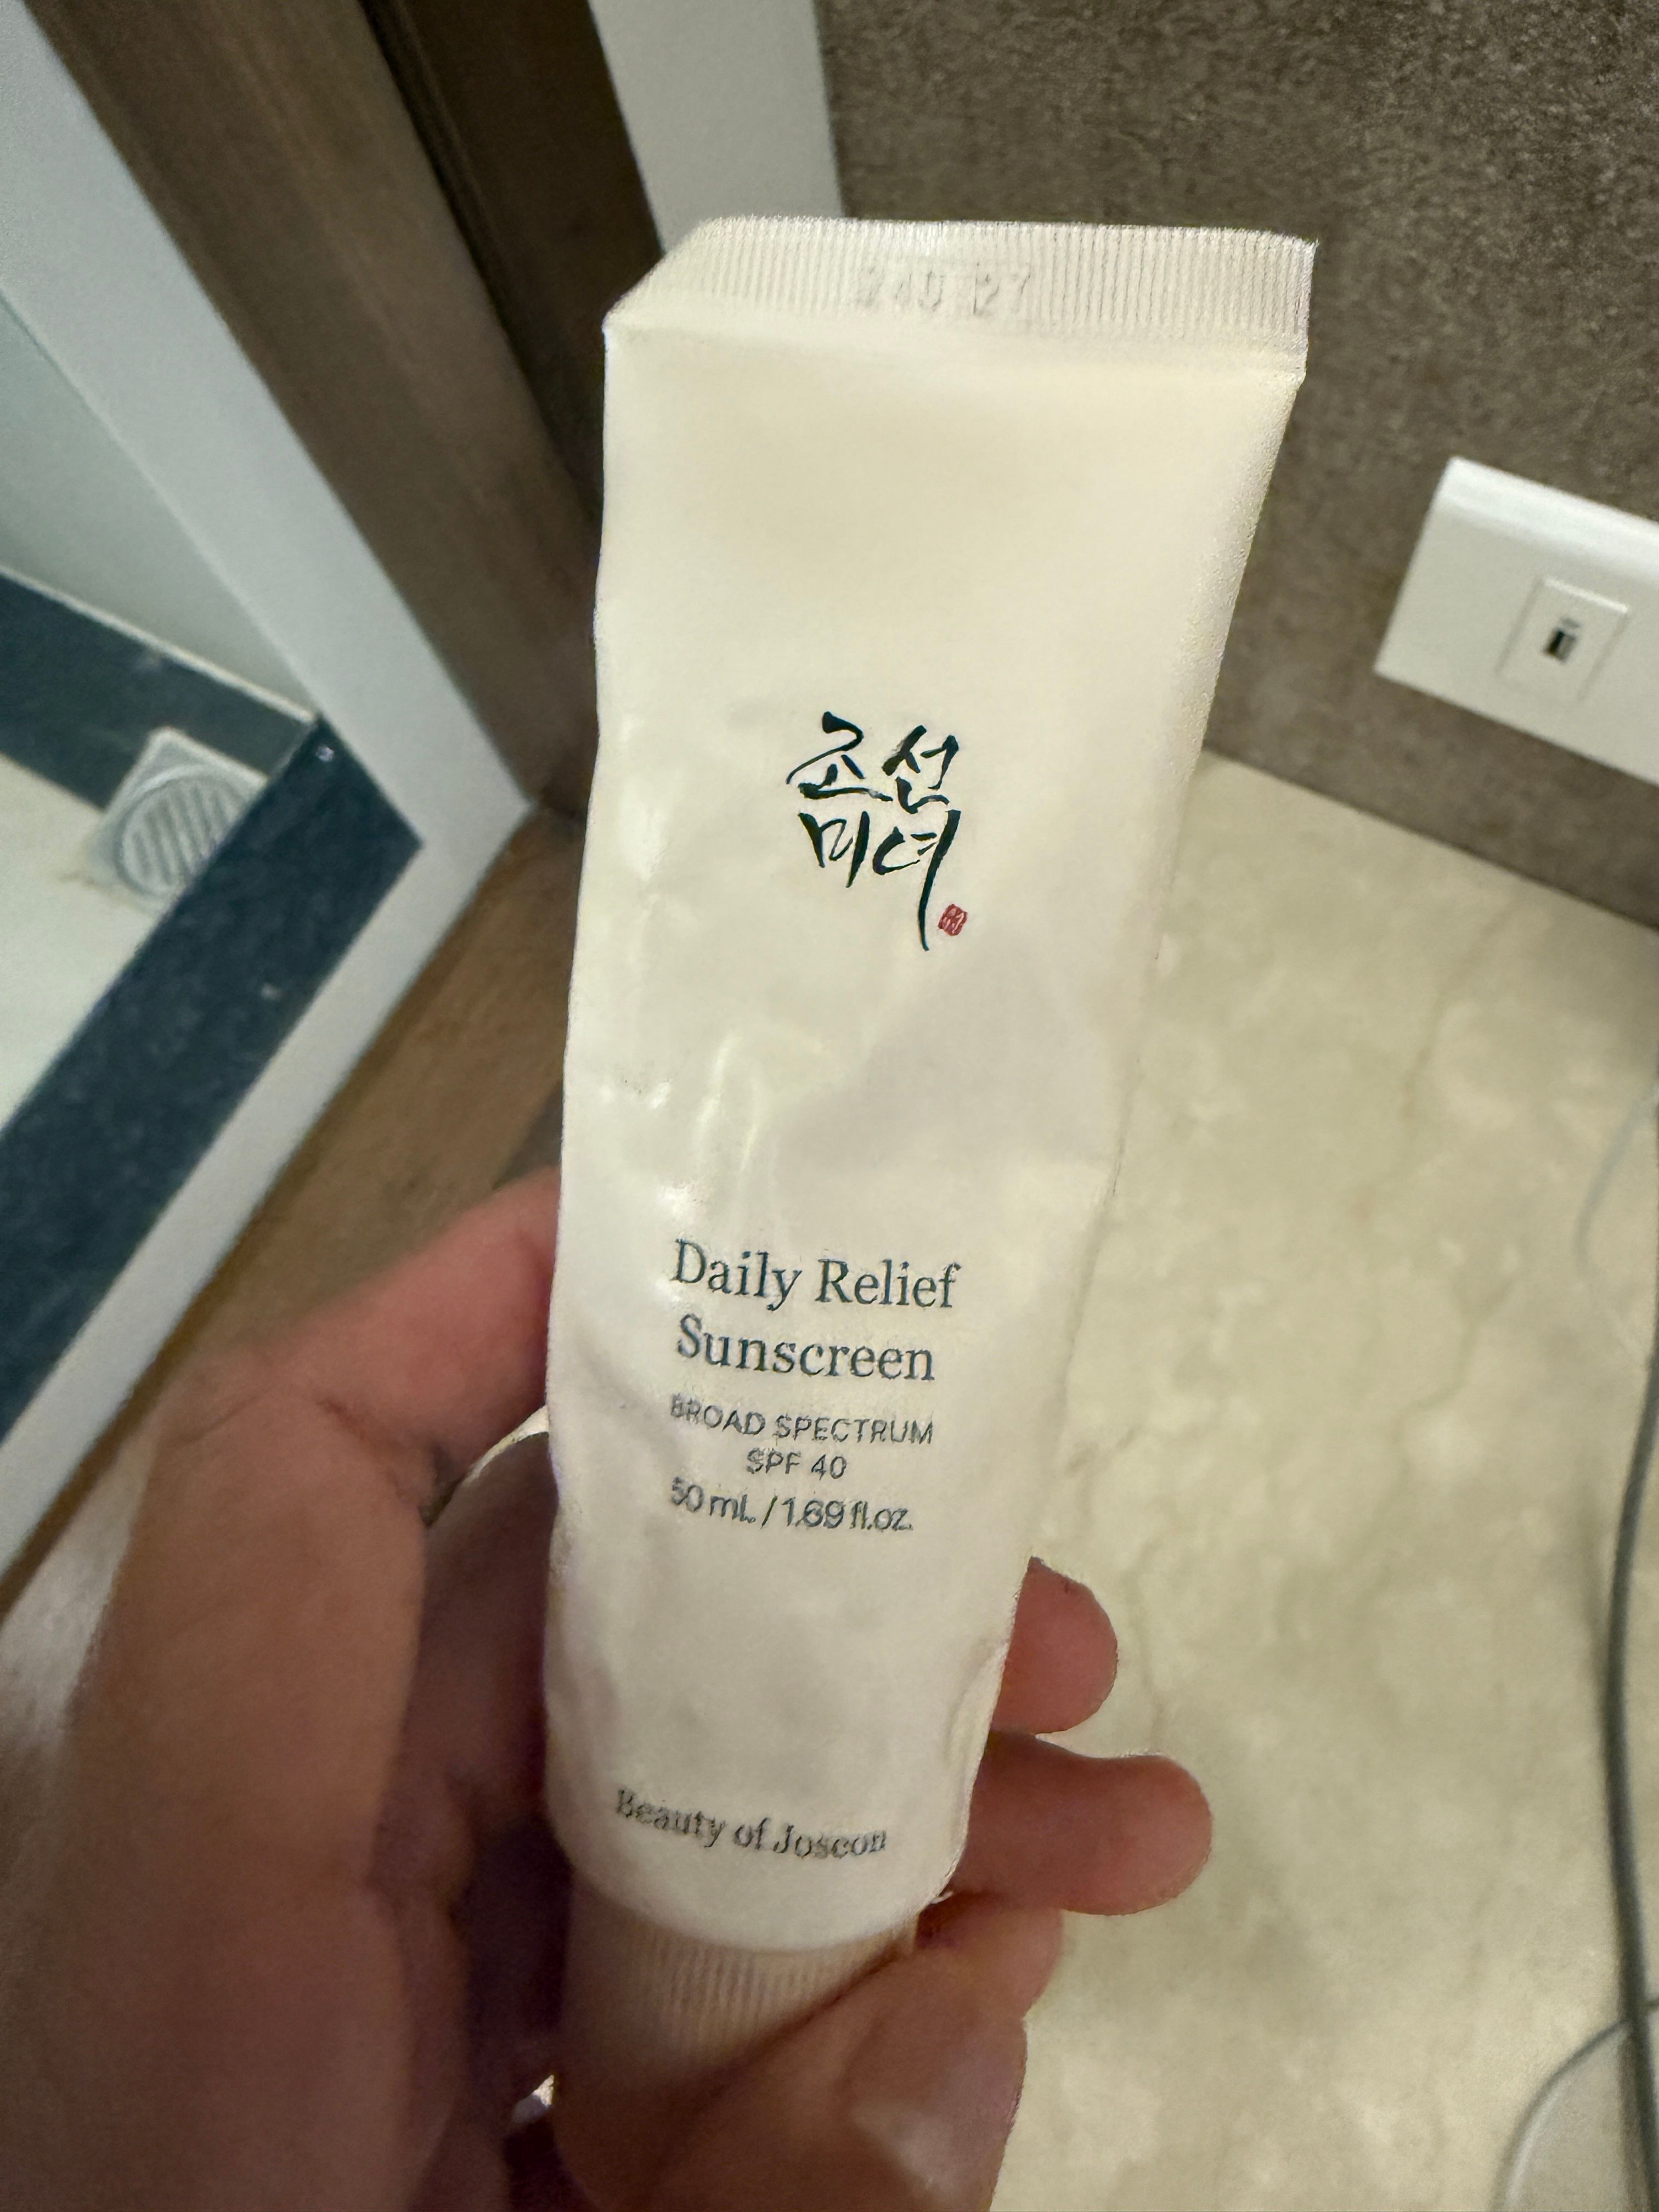 조선
미녀
Daily Relief
Sunscreen
BROAD SPECTRUM
SPF 40
50 mL / 1.69 fl.oz.
Beauty of Joseon